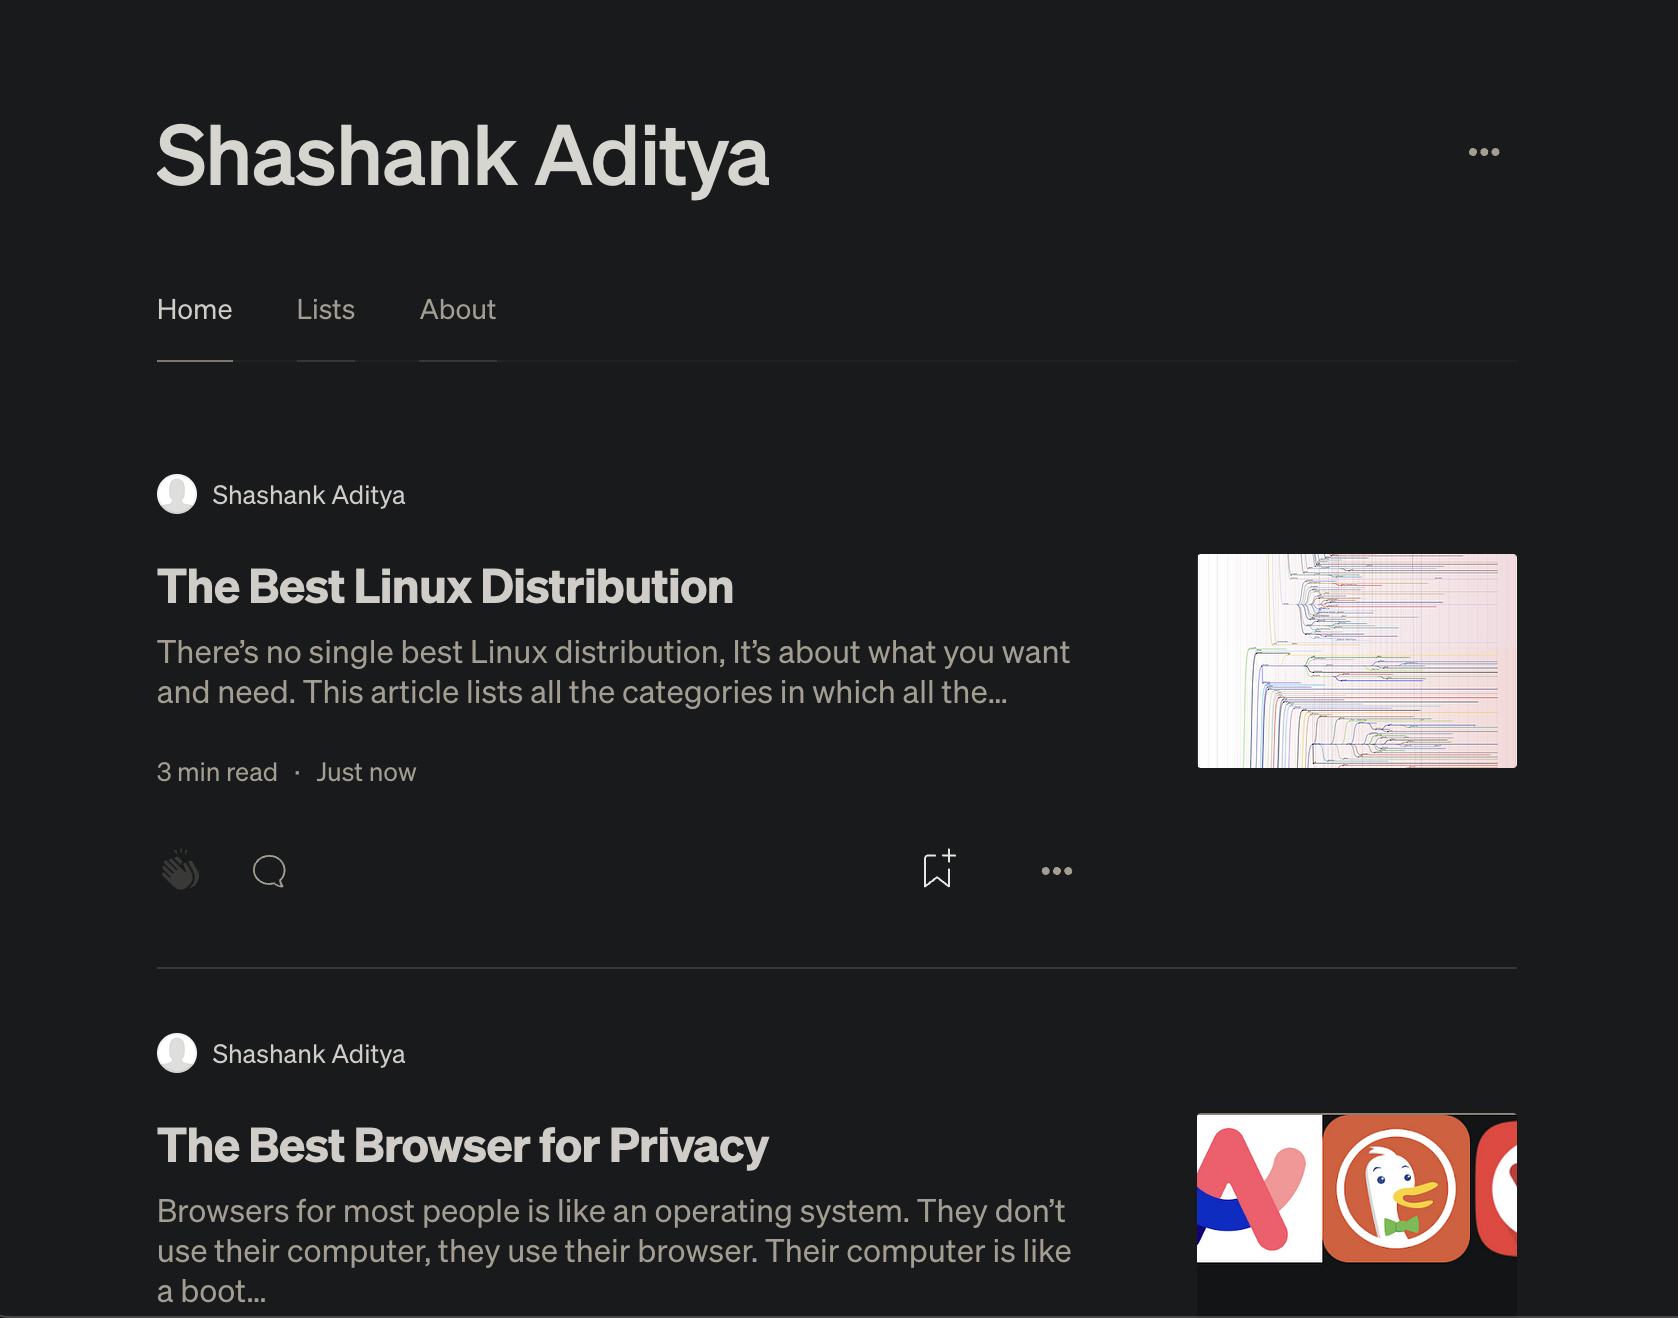 Shashank Aditya
Home Lists About
Shashank Aditya
The Best Linux Distribution
There’s no single best Linux distribution, It’s about what you want
and need. This article lists all the categories in which all the...
3 min read · Just now
Shashank Aditya
The Best Browser for Privacy
Browsers for most people is like an operating system. They don’t
use their computer, they use their browser. Their computer is like
a boot...